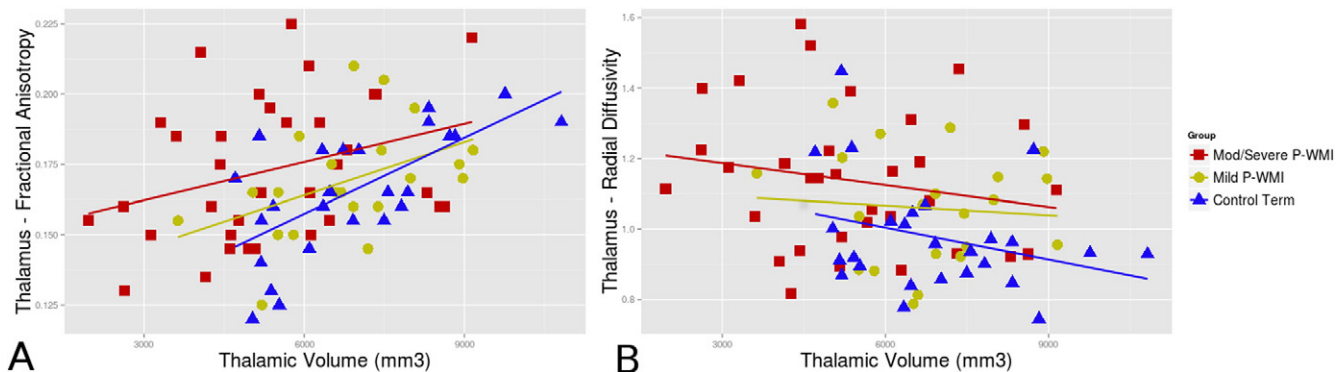 0.225
0.200
0.175
0.150
0.125
Thalamus - Fractional Anisotropy
3000 6000 9000
Thalamic Volume (mm3)
A
1.6
1.4
1.2
1.0
0.8
Thalamus - Radial Diffusivity
3000 6000 9000
Thalamic Volume (mm3)
B
Group
Mod/Severe P-WMI
Mild P-WMI
Control Term